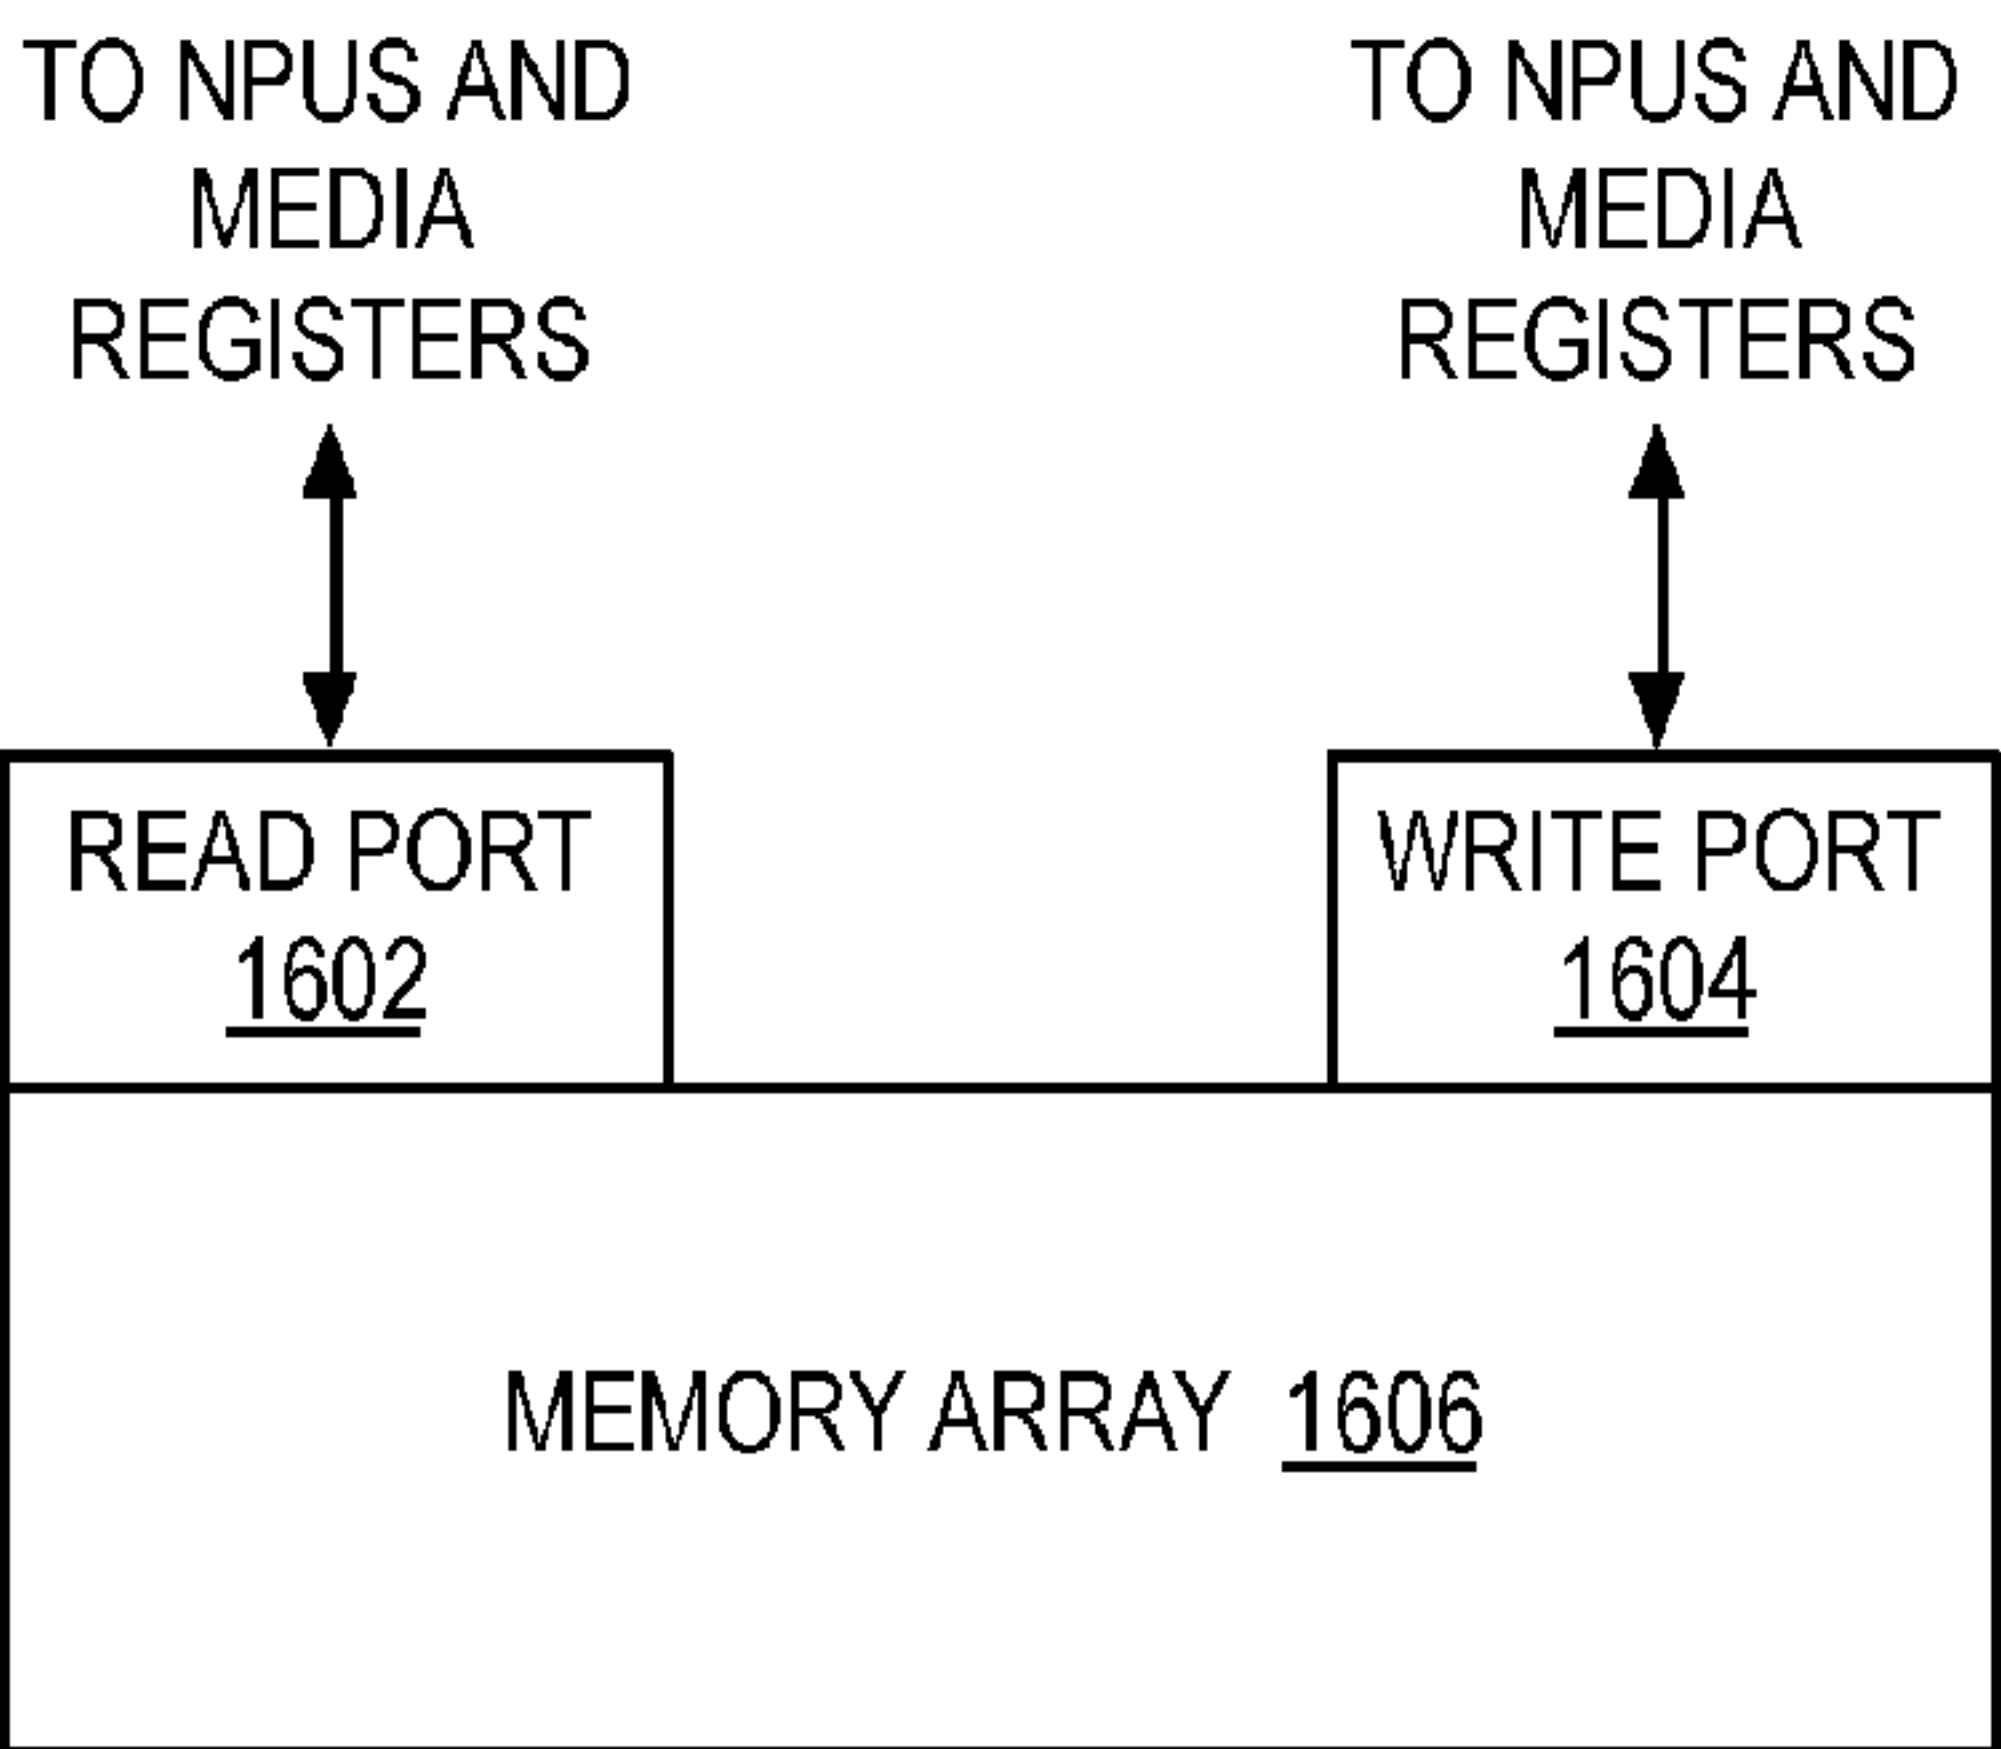 TO NPUS AND
MEDIA
REGISTERS
TO NPUS AND
MEDIA
REGISTERS
READ PORT
1602
WRITE PORT
1604
MEMORY ARRAY 1606